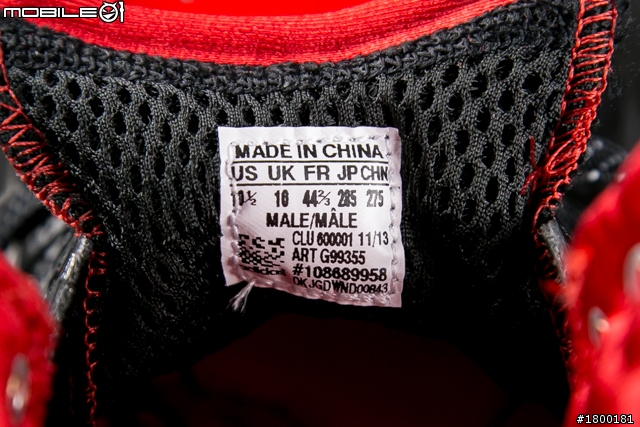 MOBILE01
MADE IN CHINA
US UK FR JP CHN
10½ 10 44⅔ 285 275
MALE/MÂLE
CLU 600001 11/13
ART G99355
#108689958
DKJGDWND00843
adidas
#1800181